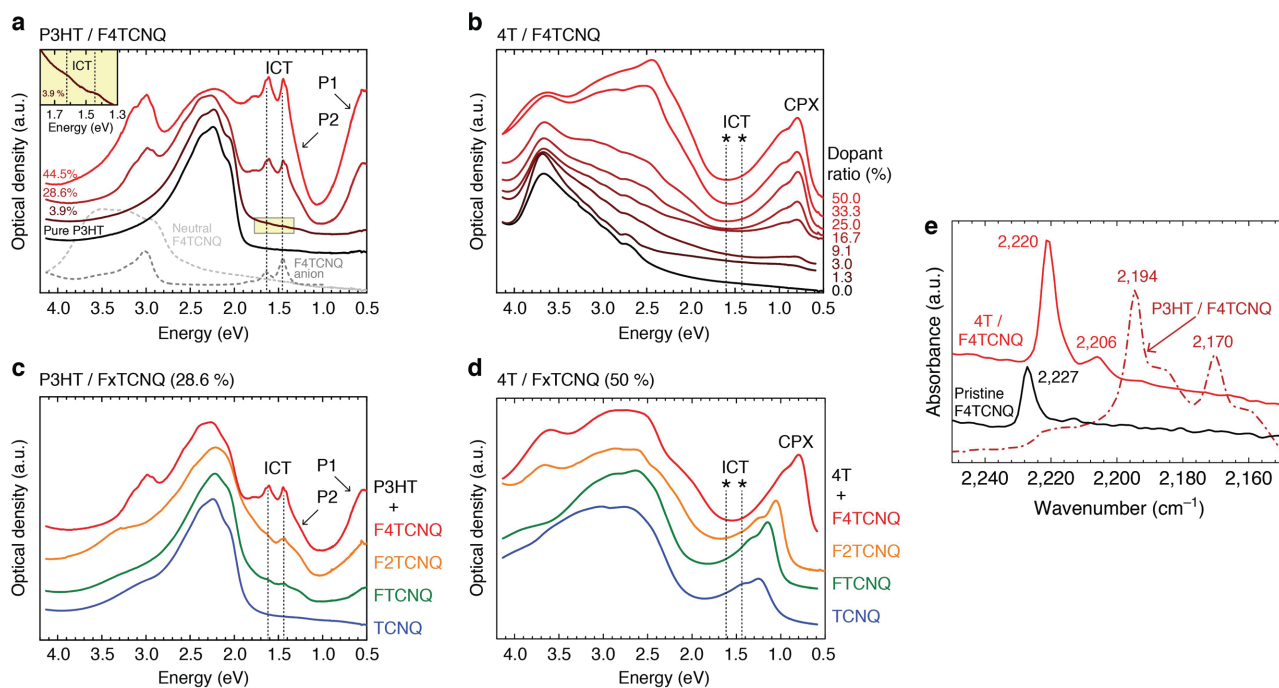 a
P3HT / F4TCNQ
ICT
3.9 %
1.7 1.5 1.3
Energy (eV)
ICT
P1
P2
44.5%
28.6%
3.9%
Pure P3HT
Neutral
F4TCNQ
F4TCNQ
anion
Optical density (a.u.)
4.0 3.5 3.0 2.5 2.0 1.5 1.0 0.5
Energy (eV)
b
4T / F4TCNQ
CPX
ICT
* *
Dopant
ratio (%)
50.0
33.3
25.0
16.7
9.1
3.0
1.3
0.0
Optical density (a.u.)
4.0 3.5 3.0 2.5 2.0 1.5 1.0 0.5
Energy (eV)
c
P3HT / FxTCNQ (28.6 %)
ICT
P1
P2
P3HT
+
F4TCNQ
F2TCNQ
FTCNQ
TCNQ
Optical density (a.u.)
4.0 3.5 3.0 2.5 2.0 1.5 1.0 0.5
Energy (eV)
d
4T / FxTCNQ (50 %)
CPX
ICT
* *
4T
+
F4TCNQ
F2TCNQ
FTCNQ
TCNQ
Optical density (a.u.)
4.0 3.5 3.0 2.5 2.0 1.5 1.0 0.5
Energy (eV)
e
2,220
2,194
P3HT / F4TCNQ
4T /
F4TCNQ
2,206
2,170
2,227
Pristine
F4TCNQ
Absorbance (a.u.)
2,240 2,220 2,200 2,180 2,160
Wavenumber (cm⁻¹)